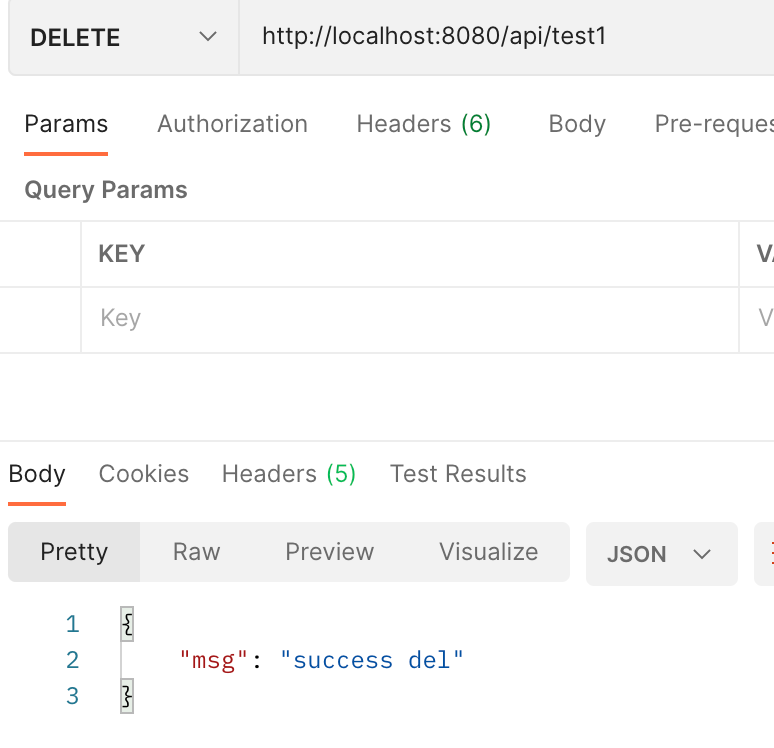 DELETE http://localhost:8080/api/test1
Params Authorization Headers (6) Body Pre-reques
Query Params
KEY VA
Key V
Body Cookies Headers (5) Test Results
Pretty Raw Preview Visualize JSON
1 {
2 "msg": "success del"
3 }